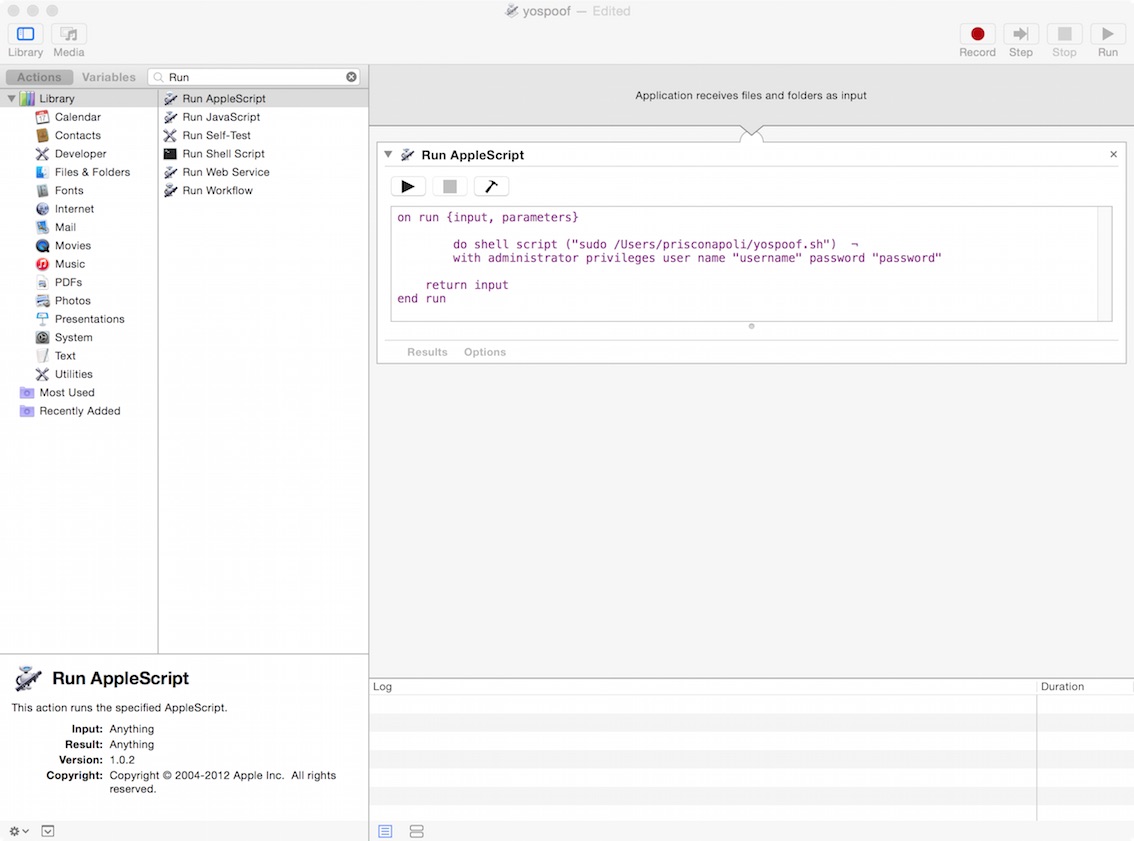 yospoof — Edited
Library Media
Record Step Stop Run
Actions Variables Run
Application receives files and folders as input
Library
Calendar
Contacts
Developer
Files & Folders
Fonts
Internet
Mail
Movies
Music
PDFs
Photos
Presentations
System
Text
Utilities
Most Used
Recently Added
Run AppleScript
Run JavaScript
Run Self-Test
Run Shell Script
Run Web Service
Run Workflow
Run AppleScript
on run {input, parameters}
do shell script ("sudo /Users/prisconapoli/yospoof.sh") ¬
with administrator privileges user name "username" password "password"
return input
end run
Results Options
Run AppleScript
This action runs the specified AppleScript.
Input: Anything
Result: Anything
Version: 1.0.2
Copyright: Copyright © 2004-2012 Apple Inc. All rights
reserved.
Log Duration